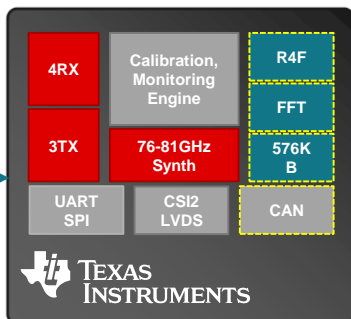 4RX
Calibration,
Monitoring
Engine
R4F
FFT
3TX
76-81GHz
Synth
576K
B
UART
SPI
CSI2
LVDS
CAN
TEXAS
INSTRUMENTS